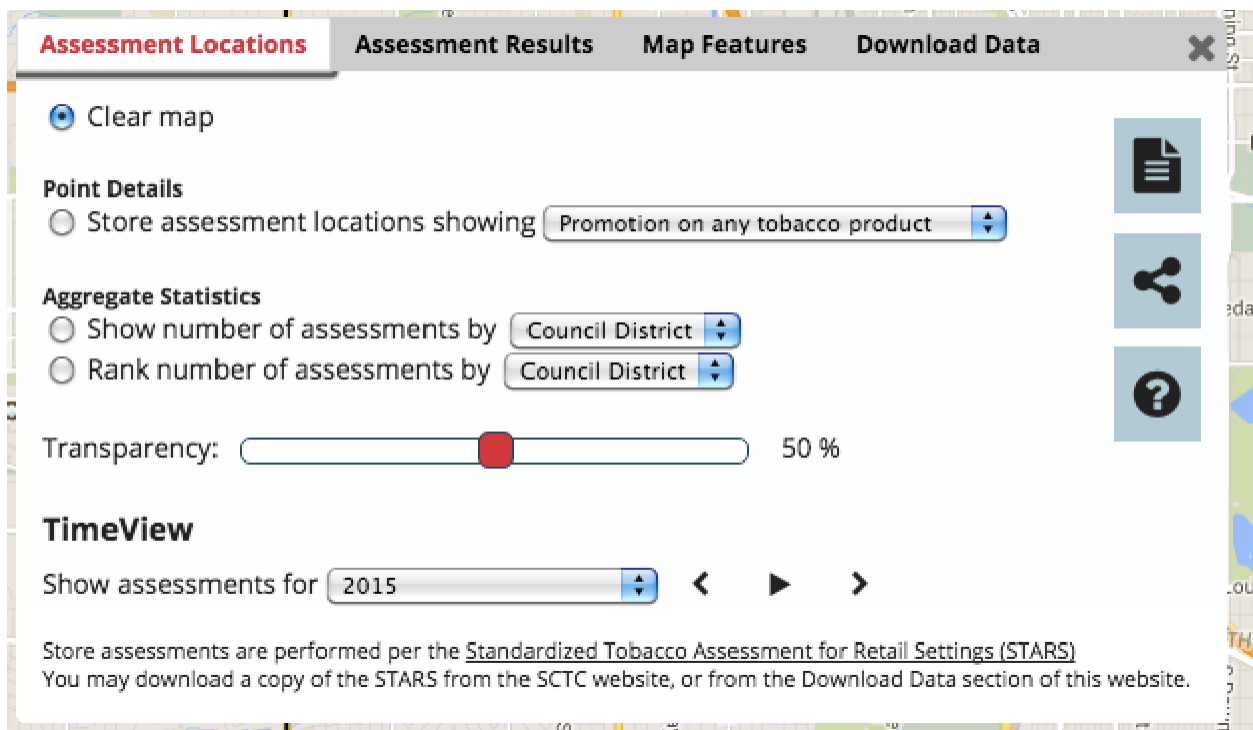 Assessment Locations Assessment Results Map Features Download Data
Clear map
Point Details
Store assessment locations showing Promotion on any tobacco product
Aggregate Statistics
Show number of assessments by Council District
Rank number of assessments by Council District
Transparency: 50 %
TimeView
Show assessments for 2015
Store assessments are performed per the Standardized Tobacco Assessment for Retail Settings (STARS)
You may download a copy of the STARS from the SCTC website, or from the Download Data section of this website.